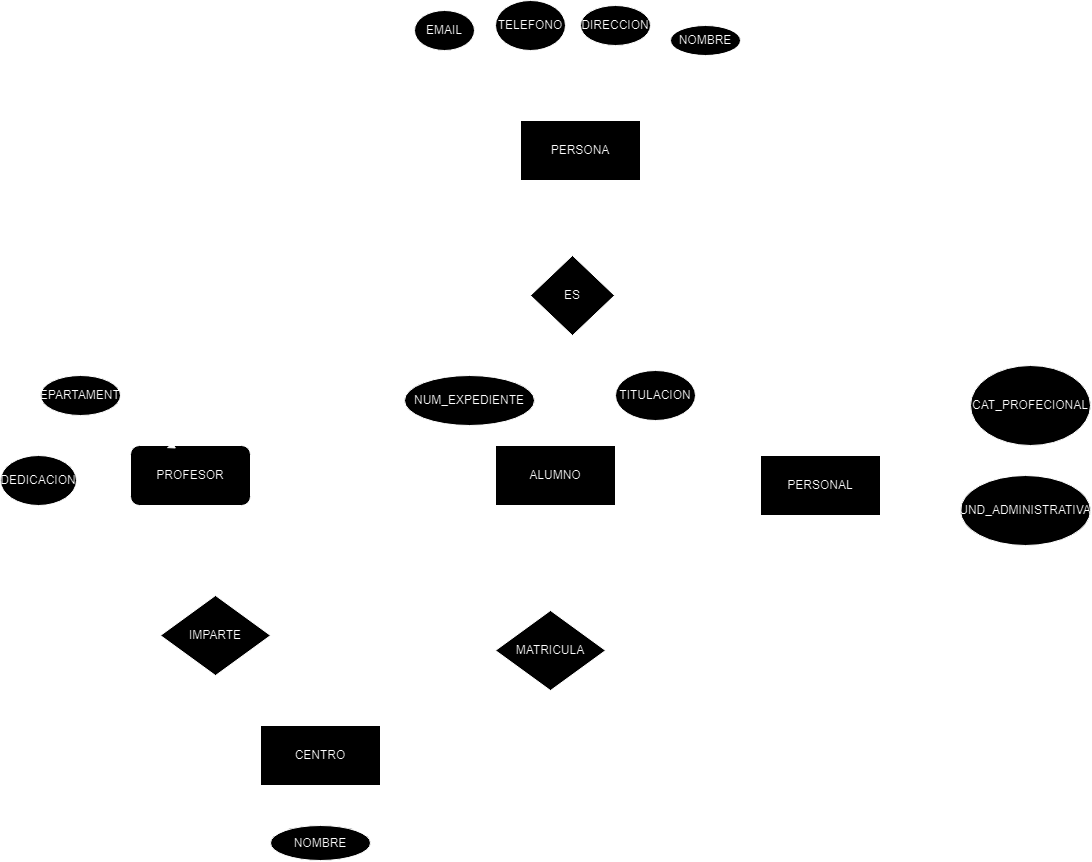 EMAIL
TELEFONO
DIRECCION
NOMBRE
PERSONA
ES
EPARTAMENT
NUM_EXPEDIENTE
TITULACION
CAT_PROFECIONAL
DEDICACION
PROFESOR
ALUMNO
PERSONAL
UND_ADMINISTRATIVA
IMPARTE
MATRICULA
CENTRO
NOMBRE